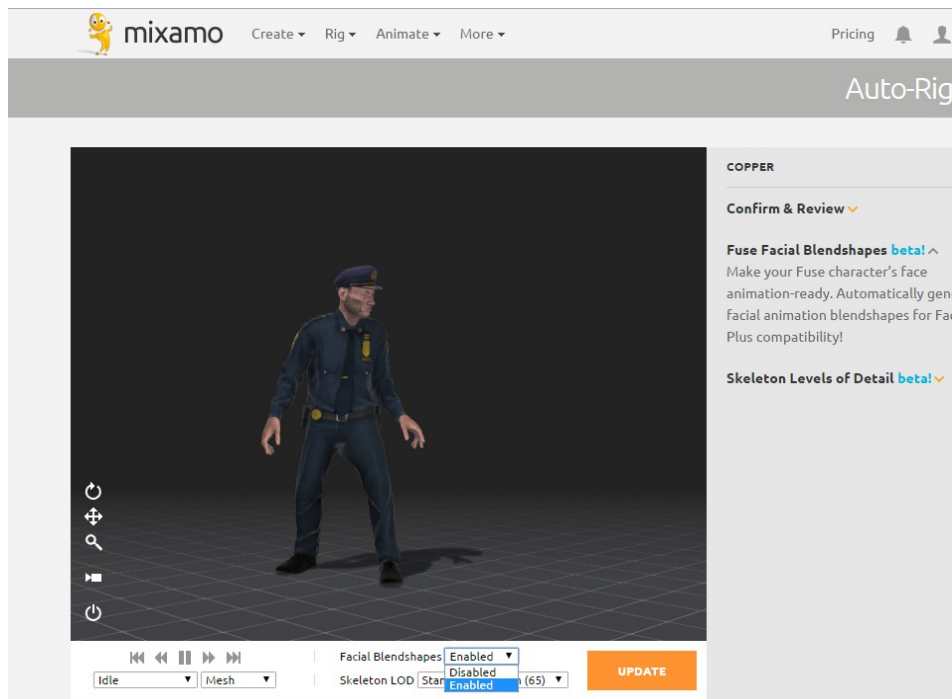 mixamo Create Rig Animate More Pricing
Auto-Rig
COPPER
Confirm & Review
Fuse Facial Blendshapes beta!
Make your Fuse character's face
animation-ready. Automatically gen
facial animation blendshapes for Fac
Plus compatibility!
Skeleton Levels of Detail beta!
Facial Blendshapes Enabled
Disabled
Enabled
Idle Mesh Skeleton LOD Stan (65)
UPDATE